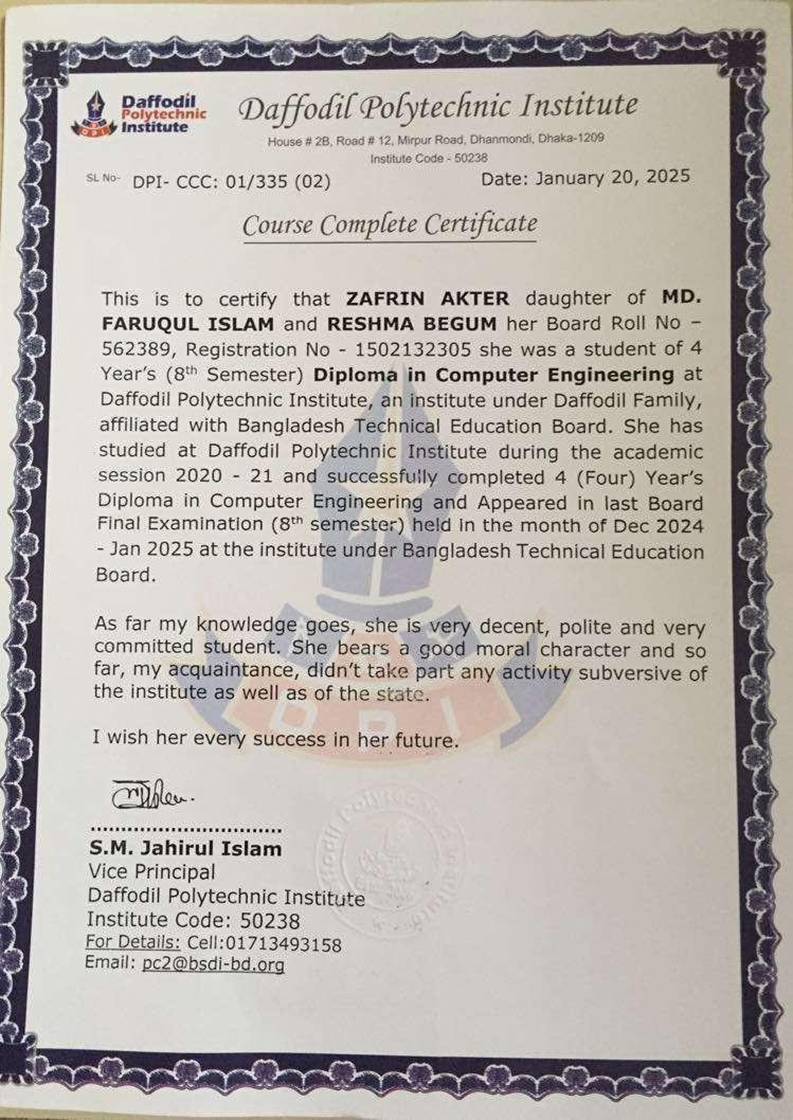 Daffodil
Polytechnic
Institute
DPI
Daffodil Polytechnic Institute
House # 2B, Road # 12, Mirpur Road, Dhanmondi, Dhaka-1209
Institute Code - 50238
SL No- DPI- CCC: 01/335 (02) Date: January 20, 2025
Course Complete Certificate
This is to certify that ZAFRIN AKTER daughter of MD.
FARUQUL ISLAM and RESHMA BEGUM her Board Roll No –
562389, Registration No - 1502132305 she was a student of 4
Year's (8th Semester) Diploma in Computer Engineering at
Daffodil Polytechnic Institute, an institute under Daffodil Family,
affiliated with Bangladesh Technical Education Board. She has
studied at Daffodil Polytechnic Institute during the academic
session 2020 - 21 and successfully completed 4 (Four) Year's
Diploma in Computer Engineering and Appeared in last Board
Final Examination (8th semester) held in the month of Dec 2024
- Jan 2025 at the institute under Bangladesh Technical Education
Board.
As far my knowledge goes, she is very decent, polite and very
committed student. She bears a good moral character and so
far, my acquaintance, didn't take part any activity subversive of
the institute as well as of the state.
DPI
I wish her every success in her future.
S.M. Jahirul Islam
Vice Principal
Daffodil Polytechnic Institute
Institute Code: 50238
For Details: Cell:01713493158
Email: pc2@bsdi-bd.org